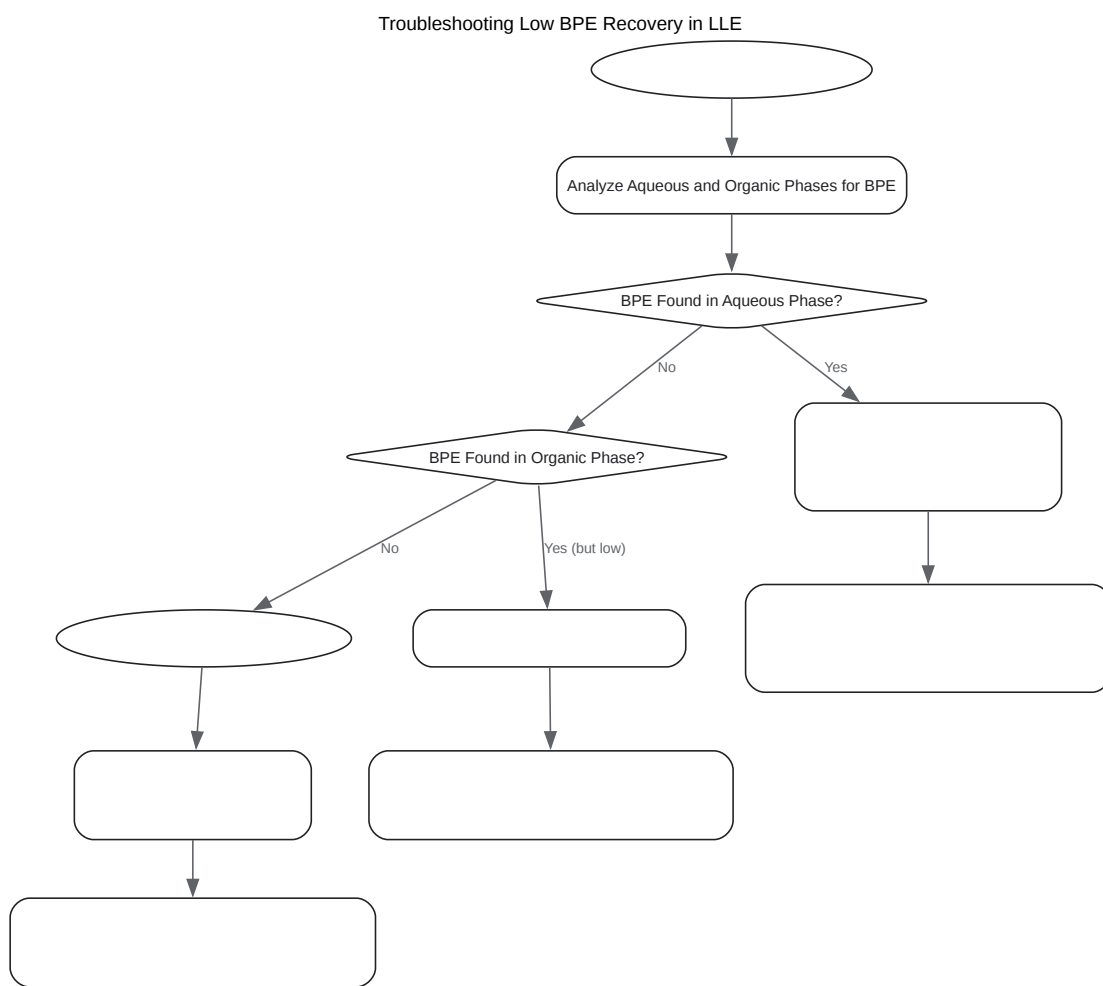 Troubleshooting Low BPE Recovery in LLE
Analyze Aqueous and Organic Phases for BPE
BPE Found in Aqueous Phase?
No
Yes
BPE Found in Organic Phase?
No
Yes (but low)